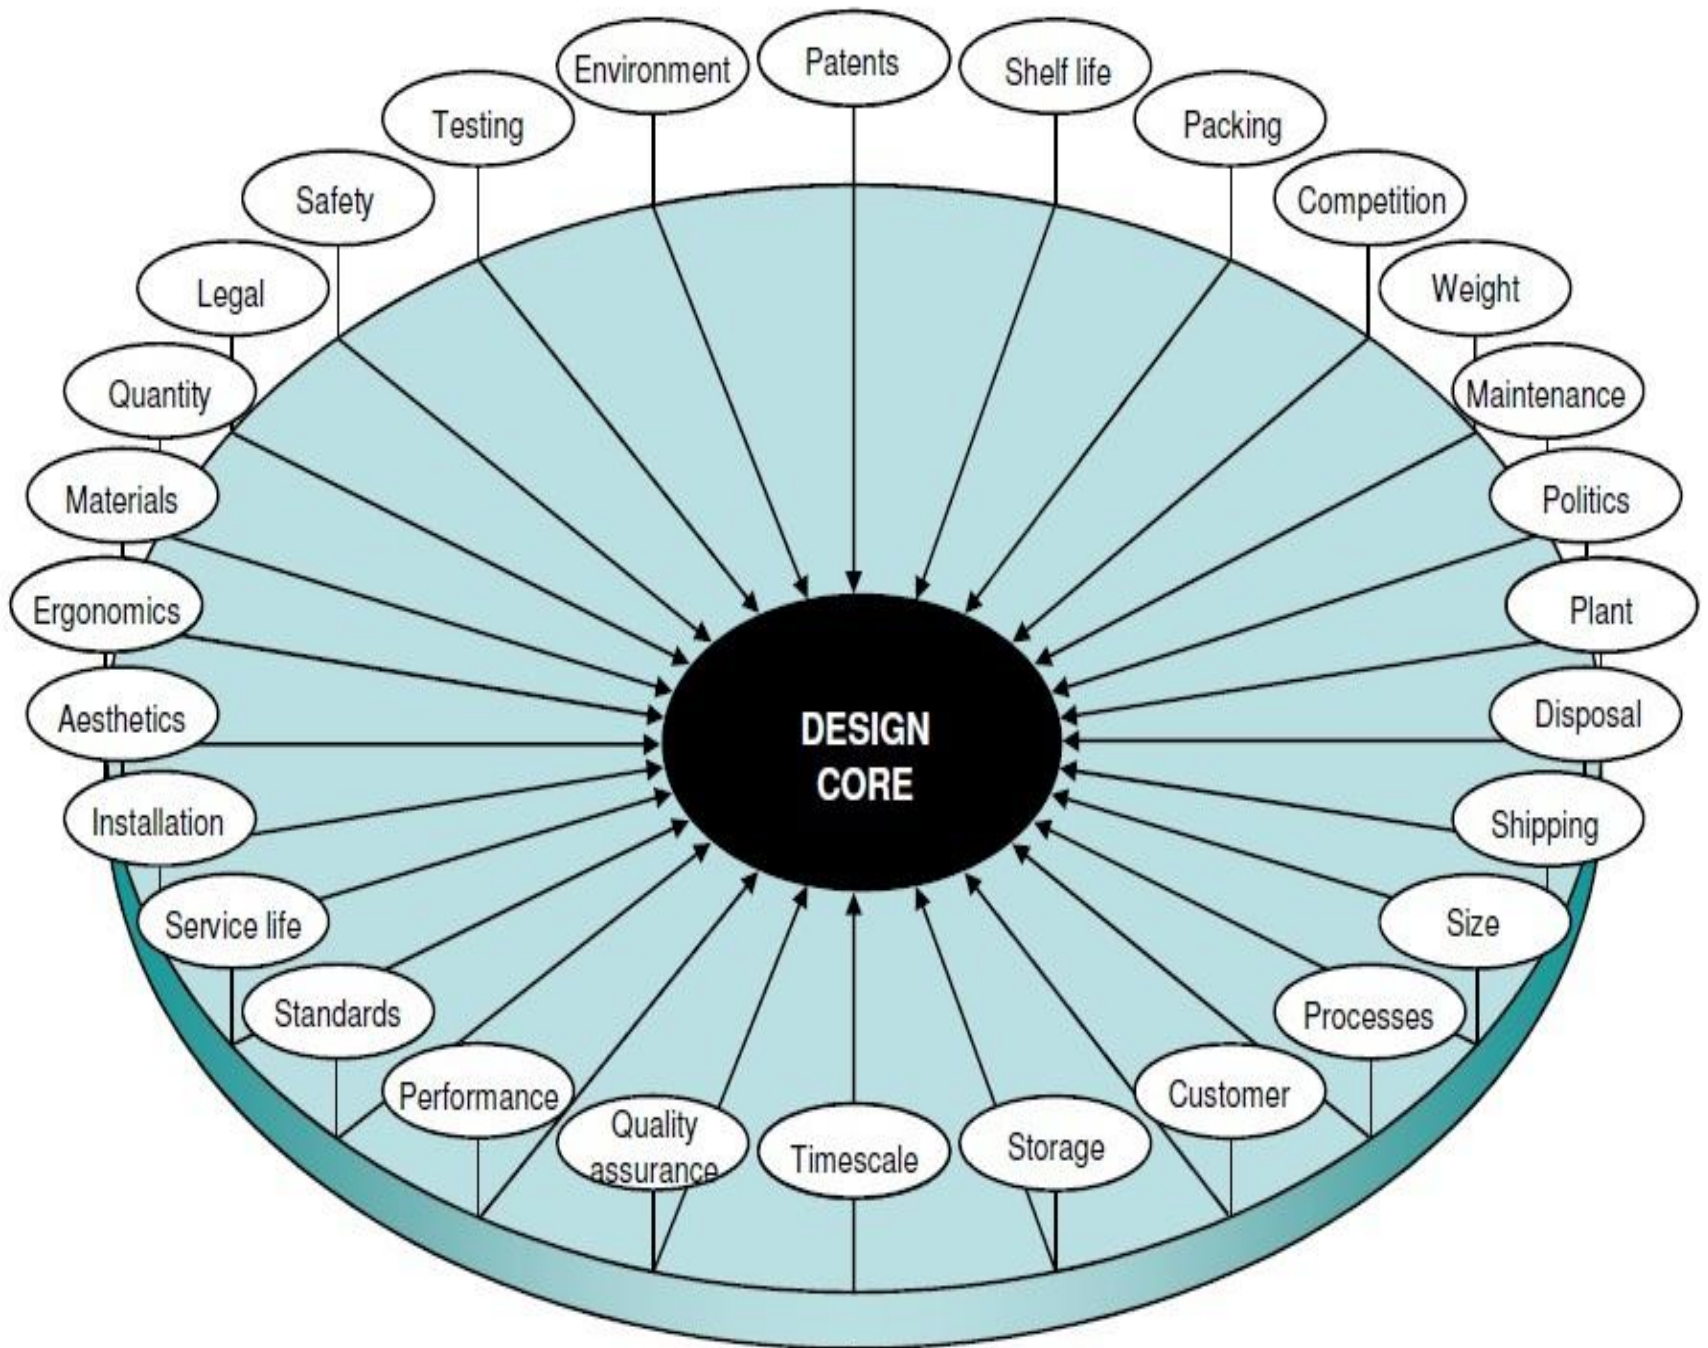 Environment
Patents
Shelf life
Testing
Packing
Safety
Competition
Legal
Weight
Quantity
Maintenance
Materials
Politics
Ergonomics
Plant
Aesthetics
Disposal
DESIGN
CORE
Installation
Shipping
Service life
Size
Standards
Processes
Performance
Customer
Quality
assurance
Timescale
Storage